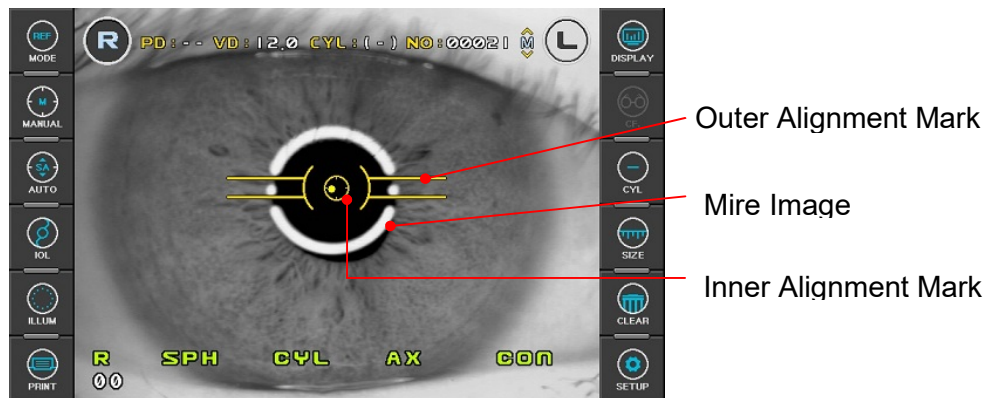 REF
MODE
M
MANUAL
SA
AUTO
IOL
ILLUM
PRINT
R PD:-- VD:12.0 CYL:(-) NO:00021 M L
R SPH CYL AX CON
00
DISPLAY
CYL
SIZE
CLEAR
SETUP
Outer Alignment Mark
Mire Image
Inner Alignment Mark